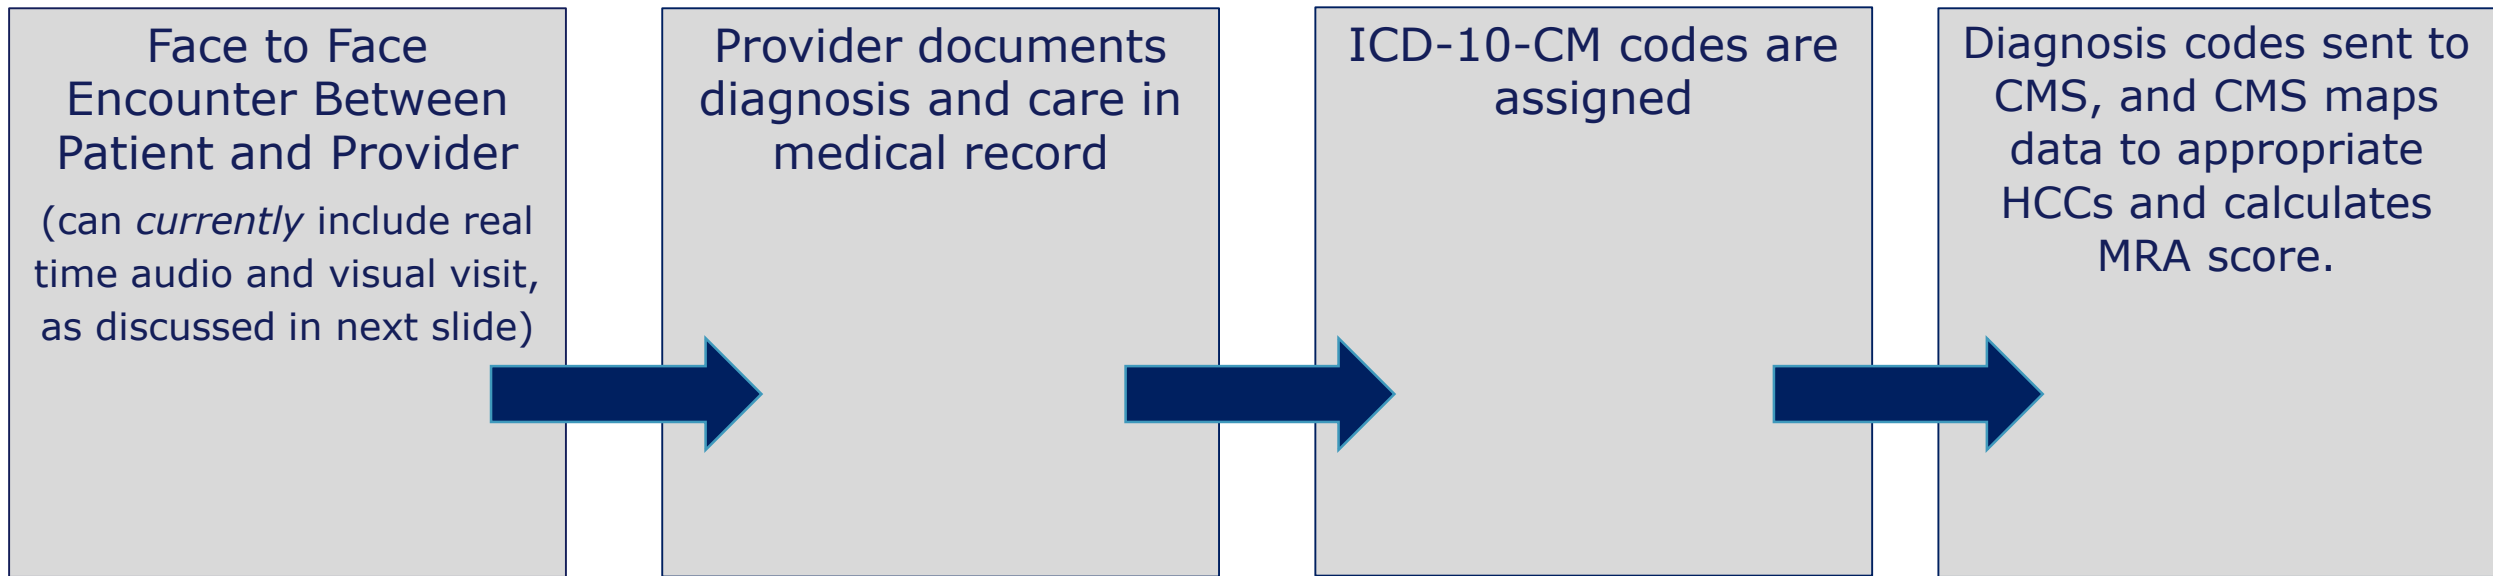 Face to Face
Encounter Between
Patient and Provider
(can currently include real
time audio and visual visit,
as discussed in next slide)
Provider documents
diagnosis and care in
medical record
ICD-10-CM codes are
assigned
Diagnosis codes sent to
CMS, and CMS maps
data to appropriate
HCCs and calculates
MRA score.